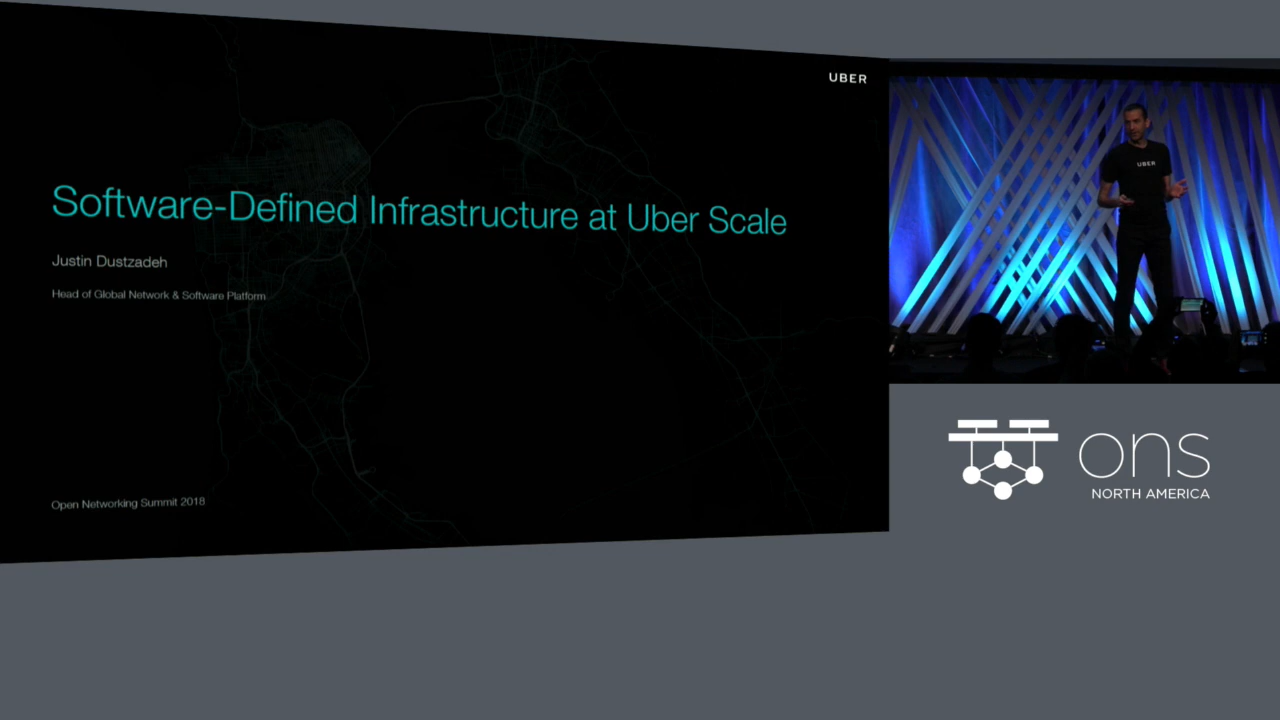 UBER
Software-Defined Infrastructure at Uber Scale
Justin Dustzadeh
Head of Global Network & Software Platform
Open Networking Summit 2018
UBER
ons
NORTH AMERICA